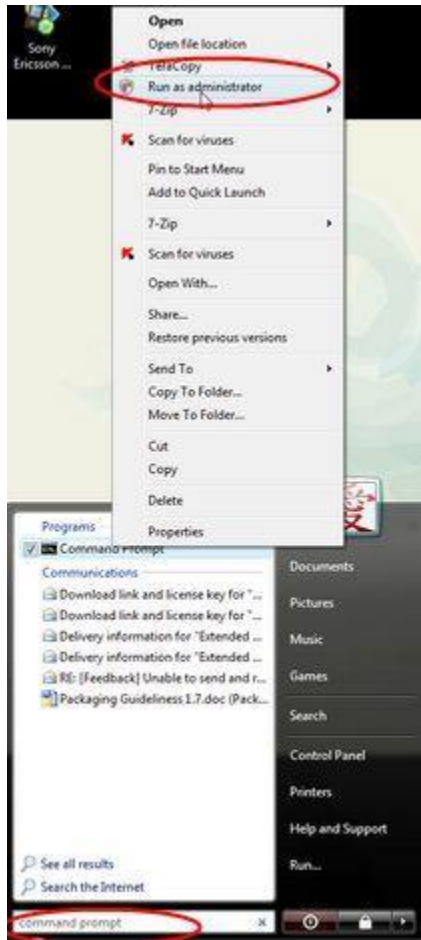 Sony
Ericsson ...
Open
Open file location
TeraCopy
Run as administrator
7-Zip
Scan for viruses
Pin to Start Menu
Add to Quick Launch
7-Zip
Scan for viruses
Open With...
Share...
Restore previous versions
Send To
Copy To Folder...
Move To Folder...
Cut
Copy
Delete
Properties
Programs
Command Prompt
Communications
Download link and license key for "...
Download link and license key for "...
Delivery information for "Extended ...
Delivery information for "Extended ...
RE: [Feedback] Unable to send and r...
Packaging Guideliness 1.7.doc (Pack...
See all results
Search the Internet
command prompt
愛
Documents
Pictures
Music
Games
Search
Control Panel
Printers
Help and Support
Run...